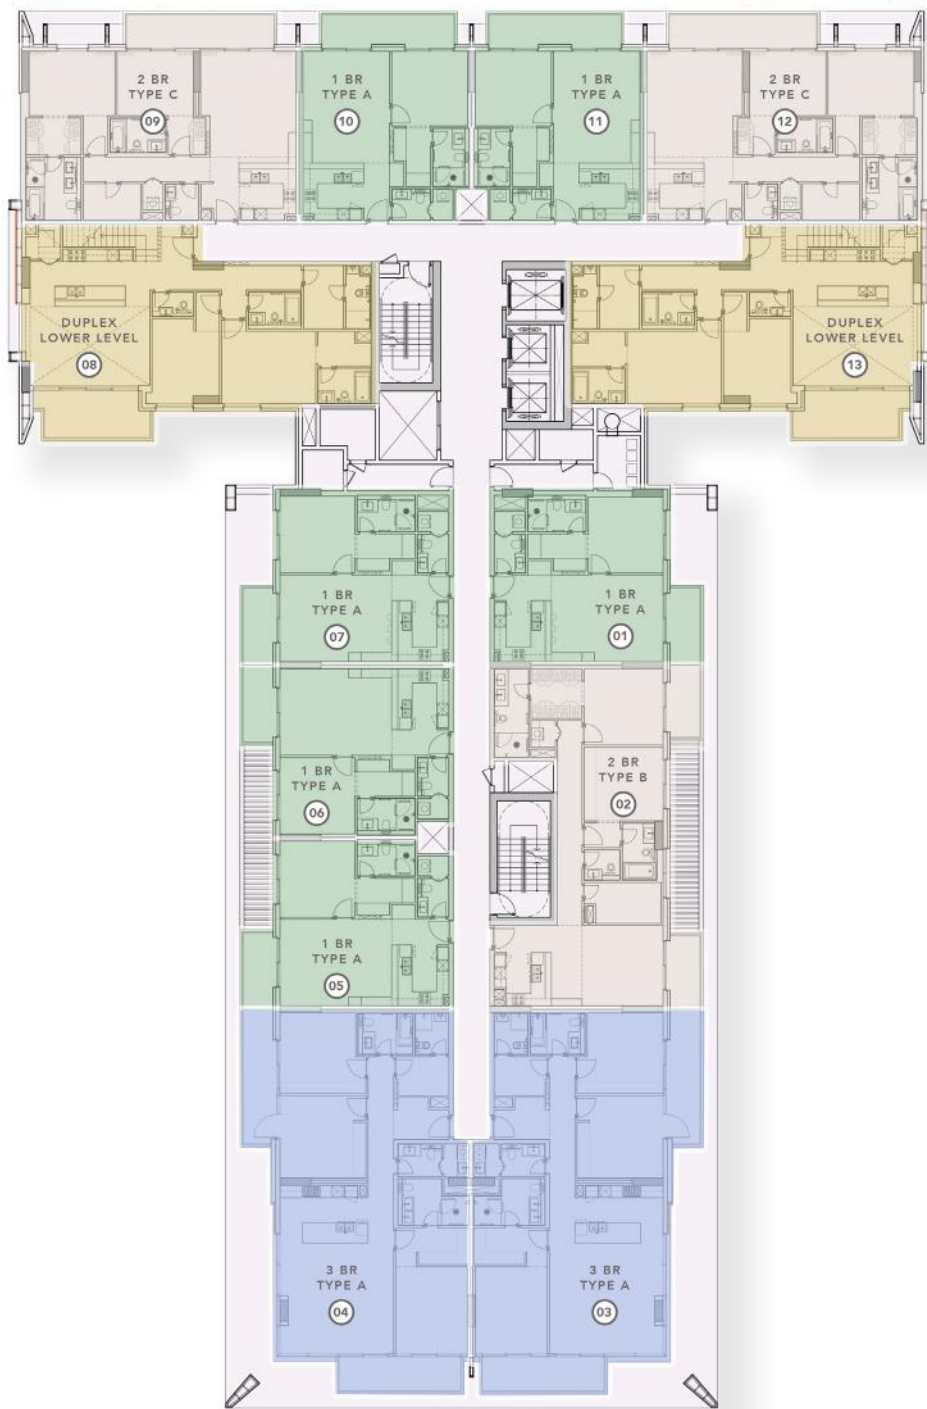 2 BR
TYPE C
09
1 BR
TYPE A
10
1 BR
TYPE A
11
2 BR
TYPE C
12
DUPLEX
LOWER LEVEL
08
DUPLEX
LOWER LEVEL
13
1 BR
TYPE A
07
1 BR
TYPE A
01
1 BR
TYPE A
06
2 BR
TYPE B
02
1 BR
TYPE A
05
3 BR
TYPE A
04
3 BR
TYPE A
03